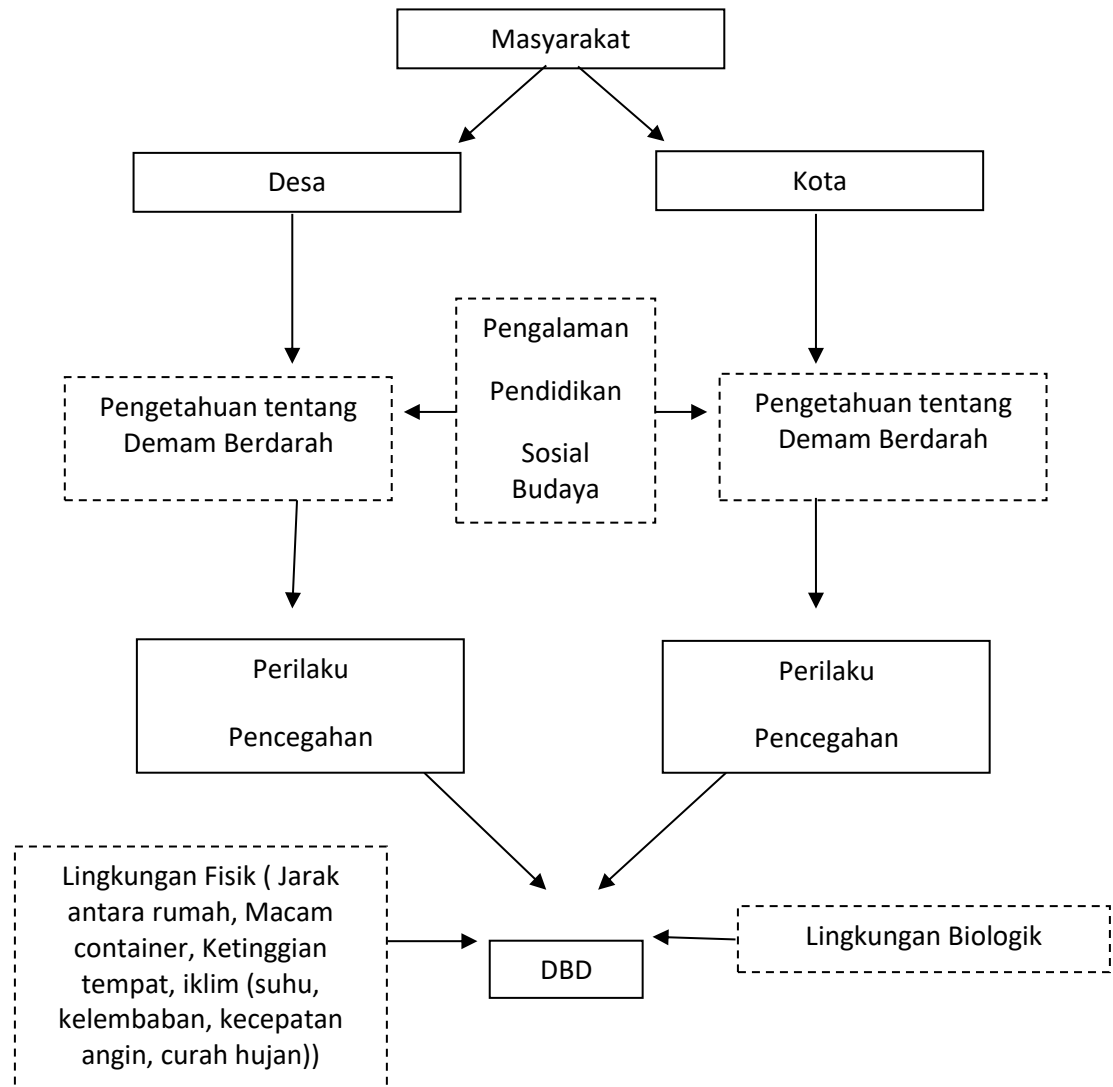 Masyarakat
Desa
Kota
Pengalaman
Pendidikan
Sosial
Budaya
Pengetahuan tentang
Demam Berdarah
Pengetahuan tentang
Demam Berdarah
Perilaku
Pencegahan
Perilaku
Pencegahan
Lingkungan Fisik ( Jarak
antara rumah, Macam
container, Ketinggian
tempat, iklim (suhu,
kelembaban, kecepatan
angin, curah hujan))
DBD
Lingkungan Biologik